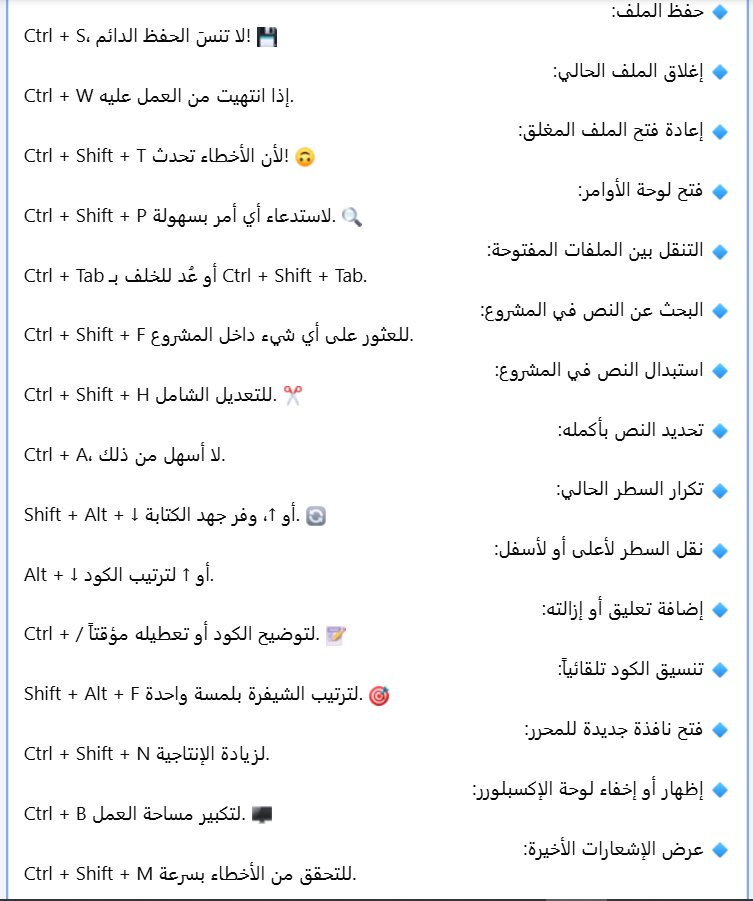 🔷 حفظ الملف:
Ctrl + S، لا تنسَ الحفظ الدائم! 💾
🔷 إغلاق الملف الحالي:
Ctrl + W إذا انتهيت من العمل عليه.
🔷 إعادة فتح الملف المغلق:
Ctrl + Shift + T لأن الأخطاء تحدث! 🙃
🔷 فتح لوحة الأوامر:
Ctrl + Shift + P لاستدعاء أي أمر بسهولة. 🔍
🔷 التنقل بين الملفات المفتوحة:
Ctrl + Tab أو عُد للخلف بـ Ctrl + Shift + Tab.
🔷 البحث عن النص في المشروع:
Ctrl + Shift + F للعثور على أي شيء داخل المشروع.
🔷 استبدال النص في المشروع:
Ctrl + Shift + H للتعديل الشامل. ✂️
🔷 تحديد النص بأكمله:
Ctrl + A، لا أسهل من ذلك.
🔷 تكرار السطر الحالي:
Shift + Alt + ↓ أو ↑، وفر جهد الكتابة. 🔄
🔷 نقل السطر لأعلى أو لأسفل:
Alt + ↓ أو ↑ لترتيب الكود.
🔷 إضافة تعليق أو إزالته:
Ctrl + / لتوضيح الكود أو تعطيله مؤقتاً. 📝
🔷 تنسيق الكود تلقائياً:
Shift + Alt + F لترتيب الشيفرة بلمسة واحدة. 🎯
🔷 فتح نافذة جديدة للمحرر:
Ctrl + Shift + N لزيادة الإنتاجية.
🔷 إظهار أو إخفاء لوحة الإكسبلورر:
Ctrl + B لتكبير مساحة العمل. 🖥️
🔷 عرض الإشعارات الأخيرة:
Ctrl + Shift + M للتحقق من الأخطاء بسرعة.